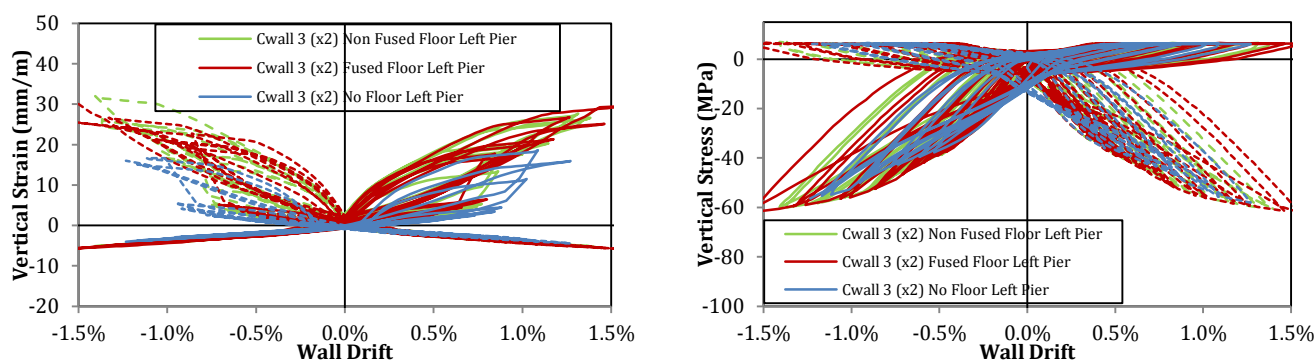 50
40
30
20
10
0
-10
-20
Vertical Strain (mm/m)
Cwall 3 (x2) Non Fused Floor Left Pier
Cwall 3 (x2) Fused Floor Left Pier
Cwall 3 (x2) No Floor Left Pier
-1.5% -1.0% -0.5% 0.0% 0.5% 1.0% 1.5%
Wall Drift
0
-20
-40
-60
-80
-100
Vertical Stress (MPa)
Cwall 3 (x2) Non Fused Floor Left Pier
Cwall 3 (x2) Fused Floor Left Pier
Cwall 3 (x2) No Floor Left Pier
-1.5% -1.0% -0.5% 0.0% 0.5% 1.0% 1.5%
Wall Drift